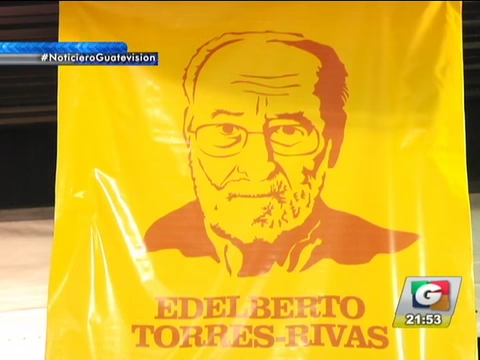 #NoticieroGuatevision
EDELBERTO
TORRES-RIVAS
G
21:53